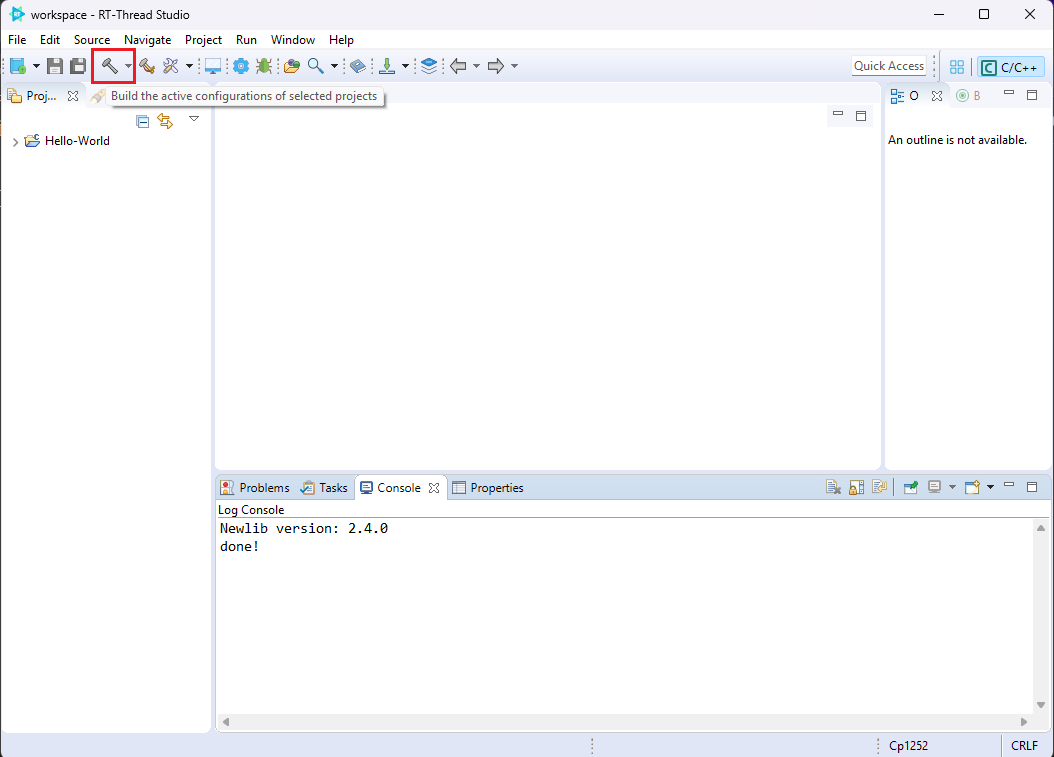 workspace - RT-Thread Studio
File Edit Source Navigate Project Run Window Help
Quick Access
C/C++
Proj...
Build the active configurations of selected projects
O
B
Hello-World
An outline is not available.
Problems Tasks Console Properties
Log Console
Newlib version: 2.4.0
done!
Cp1252 CRLF